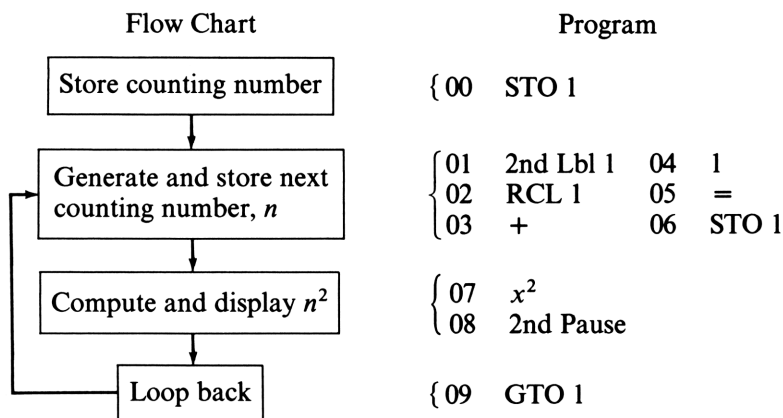 Flow Chart
Program
Store counting number
{ 00 STO 1
Generate and store next
counting number, n
01 2nd Lbl 1 04 1
02 RCL 1 05 =
03 + 06 STO 1
Compute and display n²
07 x²
08 2nd Pause
Loop back
{ 09 GTO 1